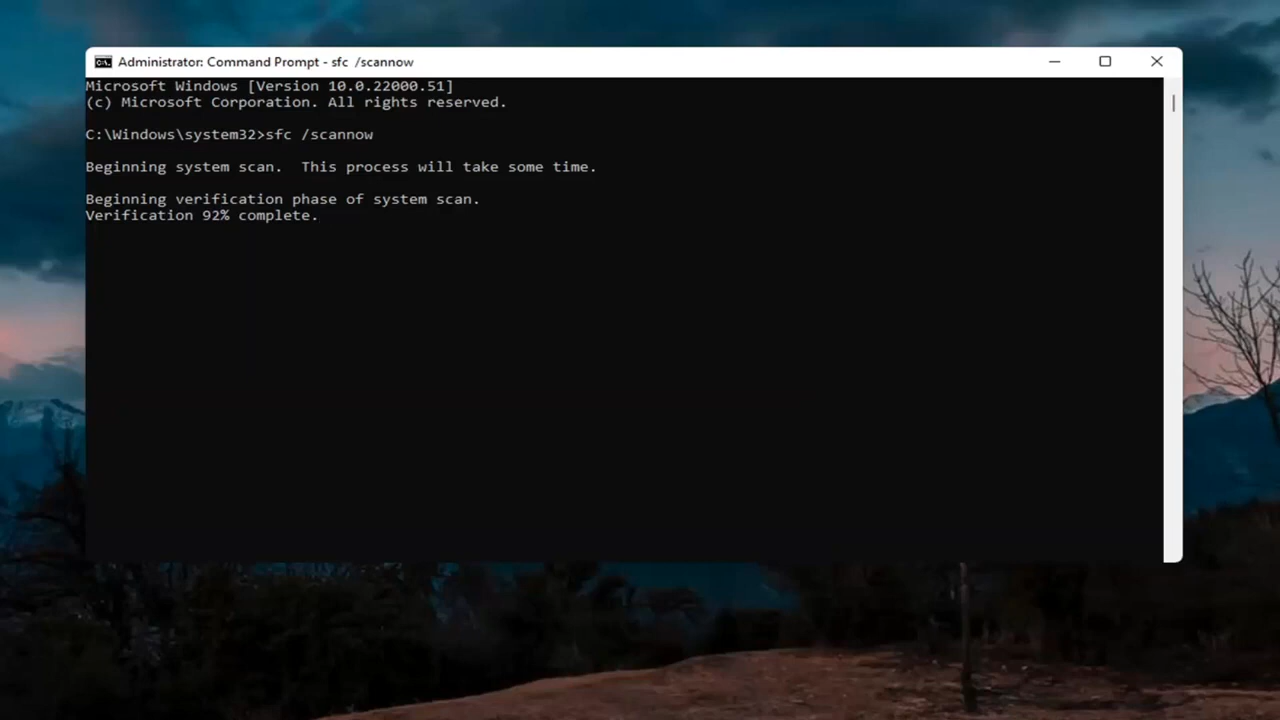 Administrator: Command Prompt - sfc /scannow
Microsoft Windows [Version 10.0.22000.51]
(c) Microsoft Corporation. All rights reserved.
C:\Windows\system32>sfc /scannow
Beginning system scan.  This process will take some time.
Beginning verification phase of system scan.
Verification 92% complete.